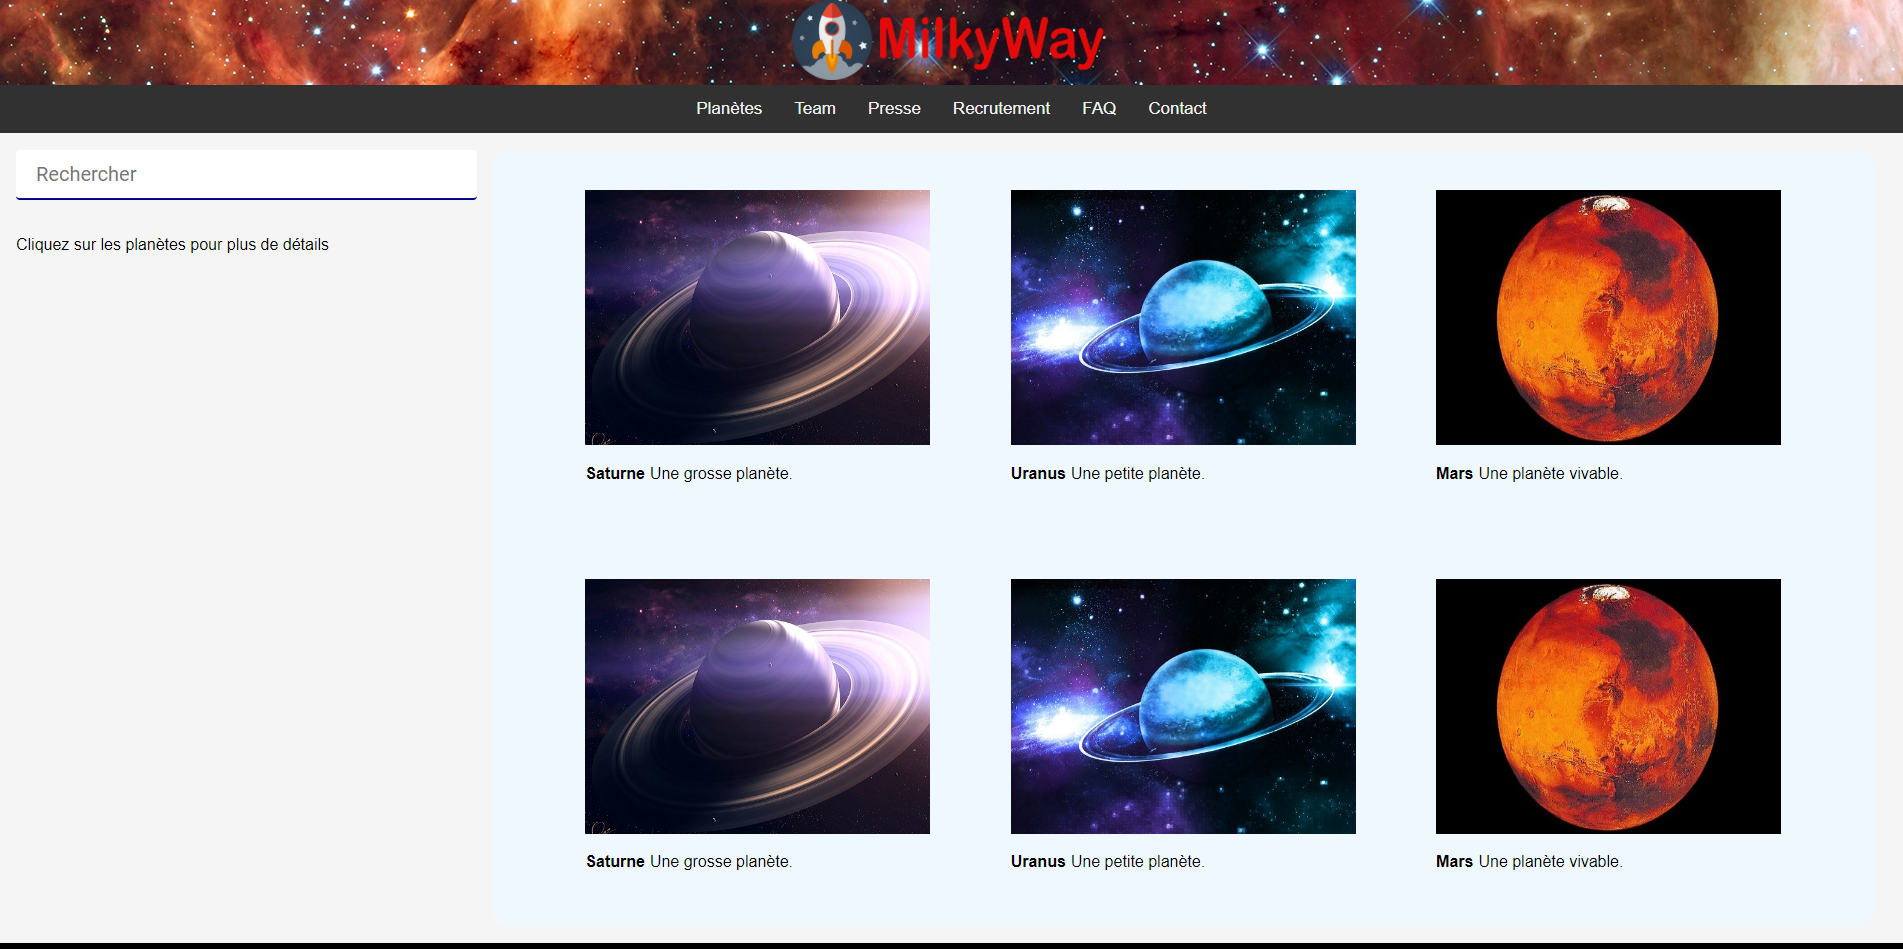 MilkyWay
Planètes Team Presse Recrutement FAQ Contact
Rechercher
Cliquez sur les planètes pour plus de détails
Saturne Une grosse planète.
Uranus Une petite planète.
Mars Une planète vivable.
Saturne Une grosse planète.
Uranus Une petite planète.
Mars Une planète vivable.